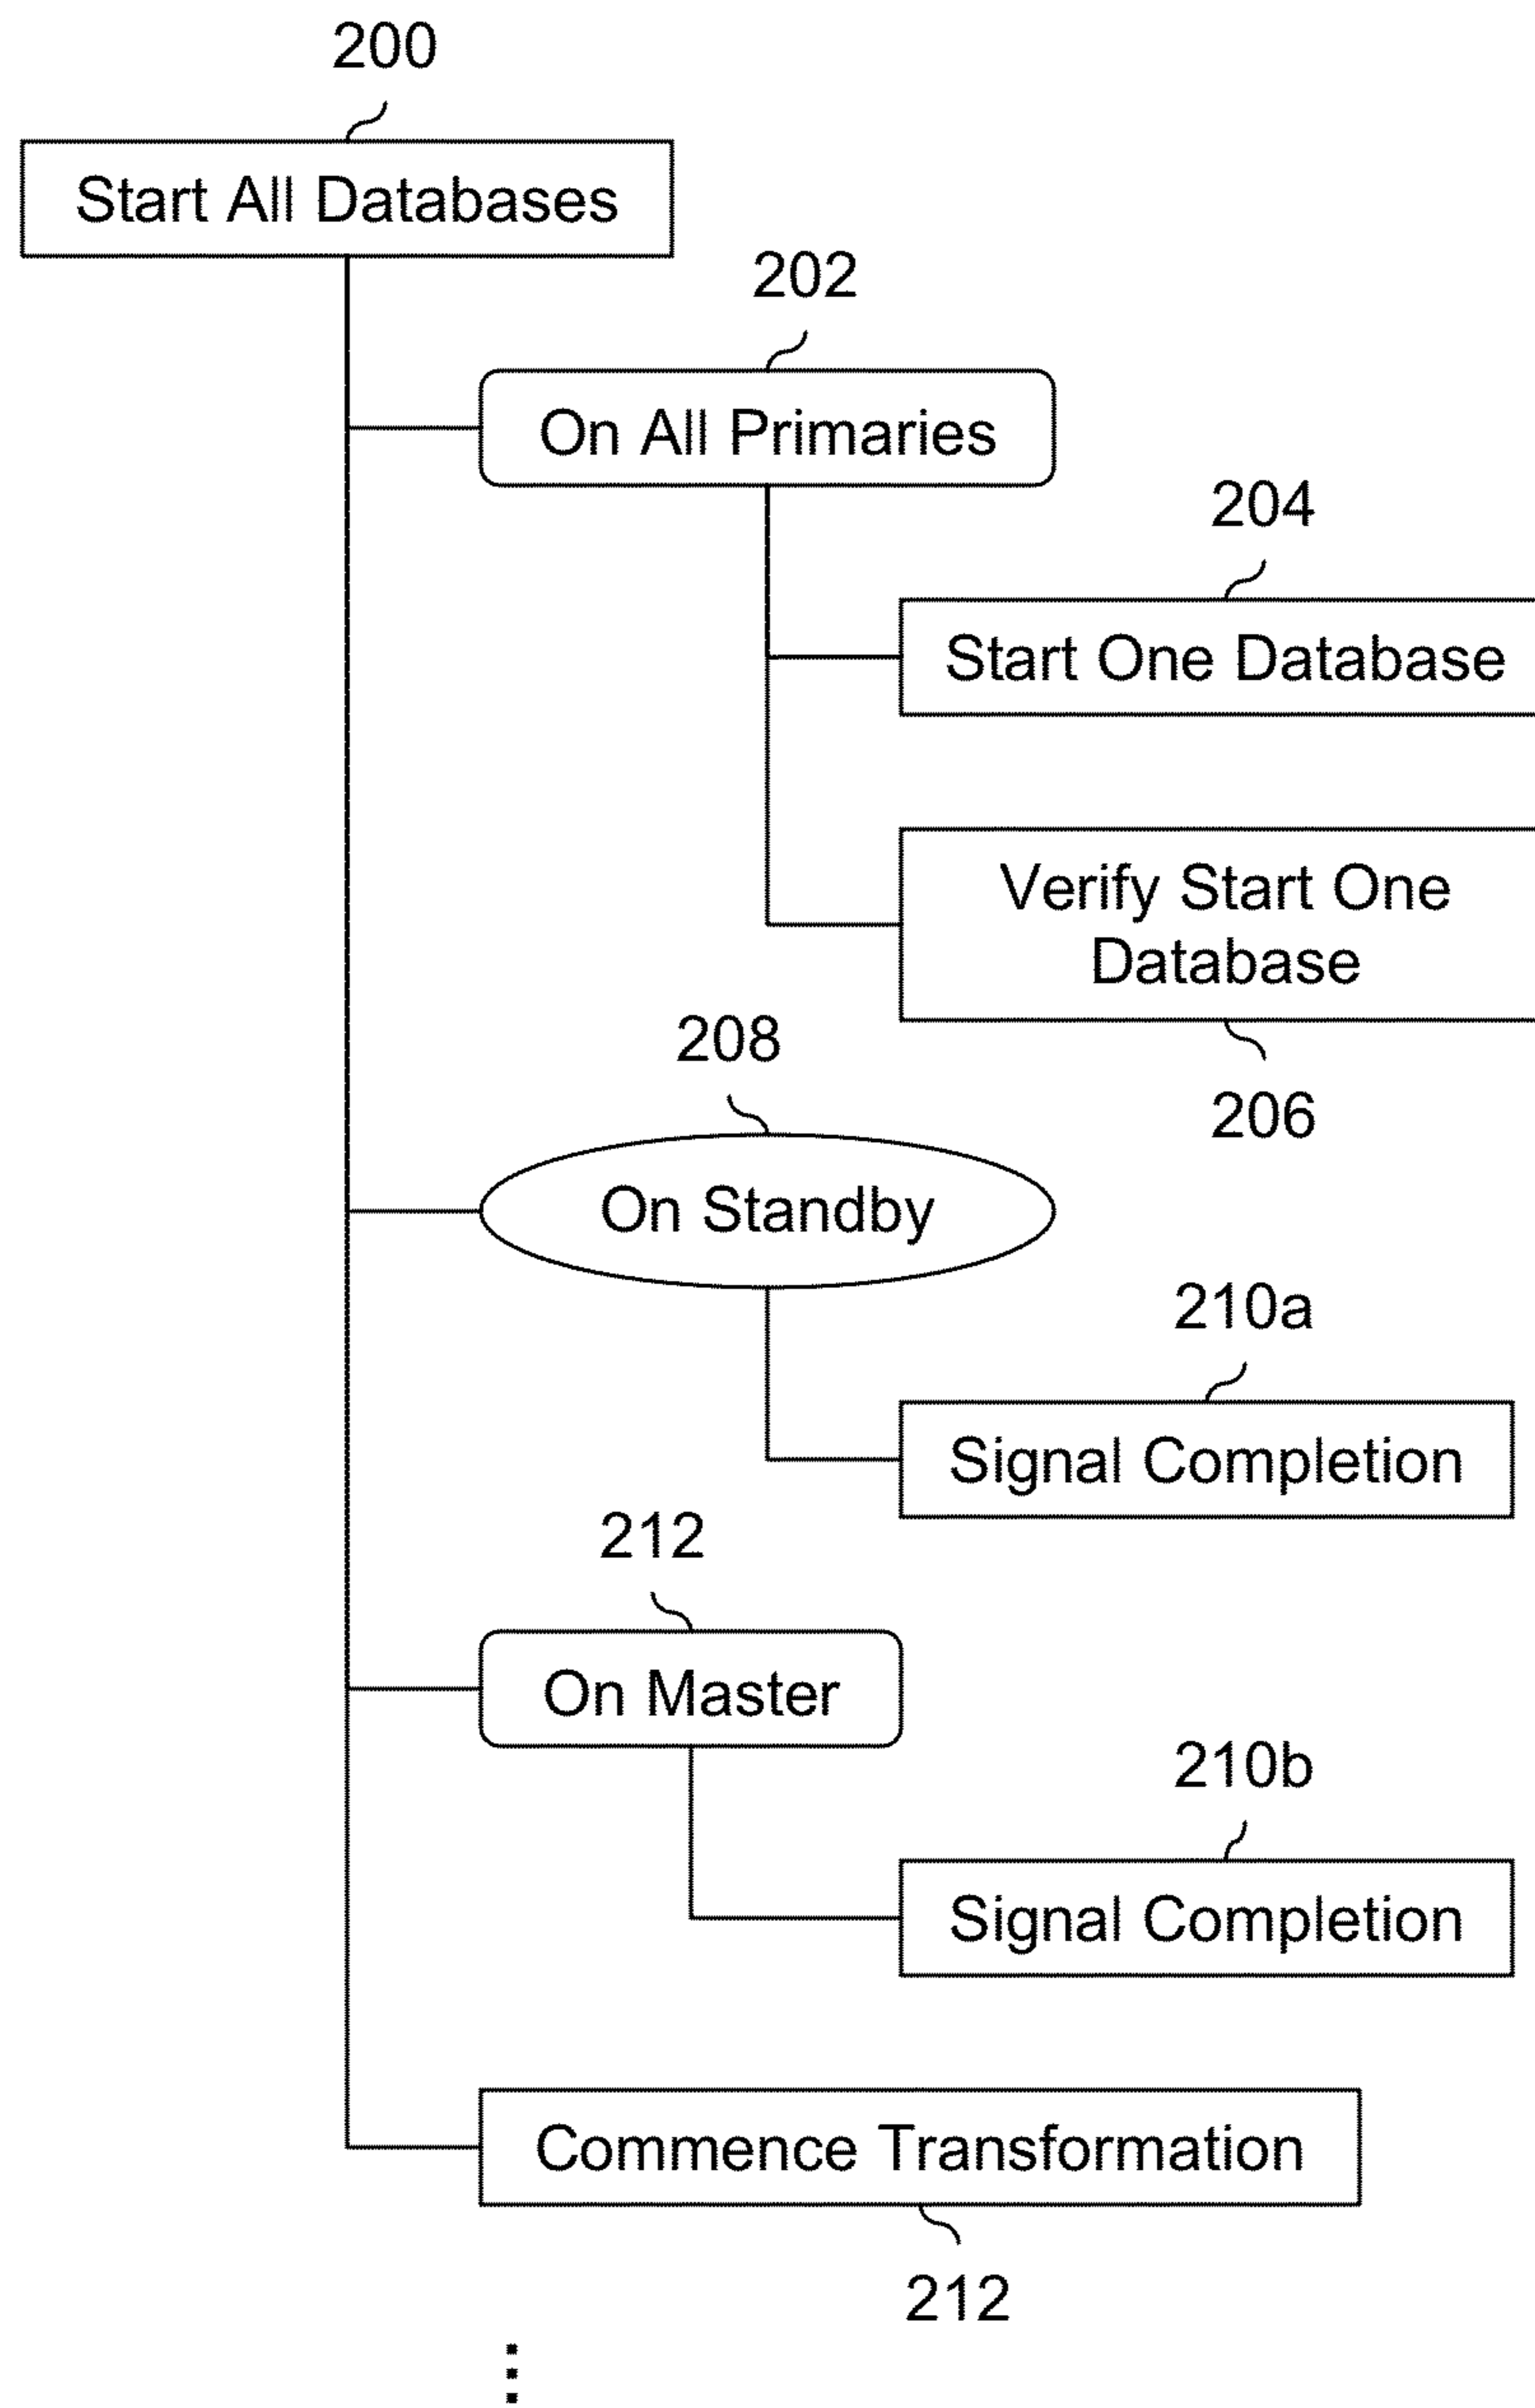 200
Start All Databases
202
On All Primaries
204
Start One Database
Verify Start One
Database
206
208
On Standby
210a
Signal Completion
212
On Master
210b
Signal Completion
Commence Transformation
212